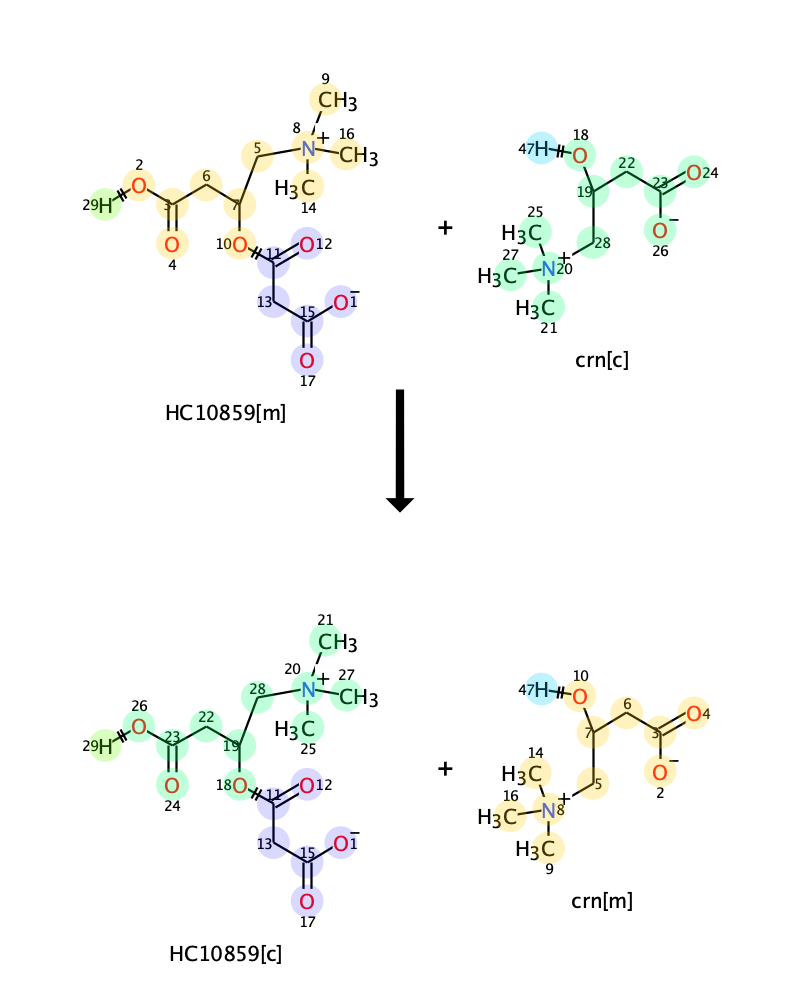 9
CH3
8
+
16
N
CH3
5
H3C
14
2
O
6
29H
3
7
O
4
10O
11
O12
13
15
O1
−
O
17
HC10859[m]
+
18
47H
O
22
23
O24
19
25
H3C
O
−
26
27
H3C
N20
+
28
H3C
21
crn[c]
21
CH3
20
+
27
N
CH3
28
H3C
25
26
O
22
29H
23
19
O
24
18O
11
O12
13
15
O1
−
O
17
HC10859[c]
+
10
47H
O
6
3
O4
7
14
H3C
O
−
2
16
H3C
N8
+
5
H3C
9
crn[m]